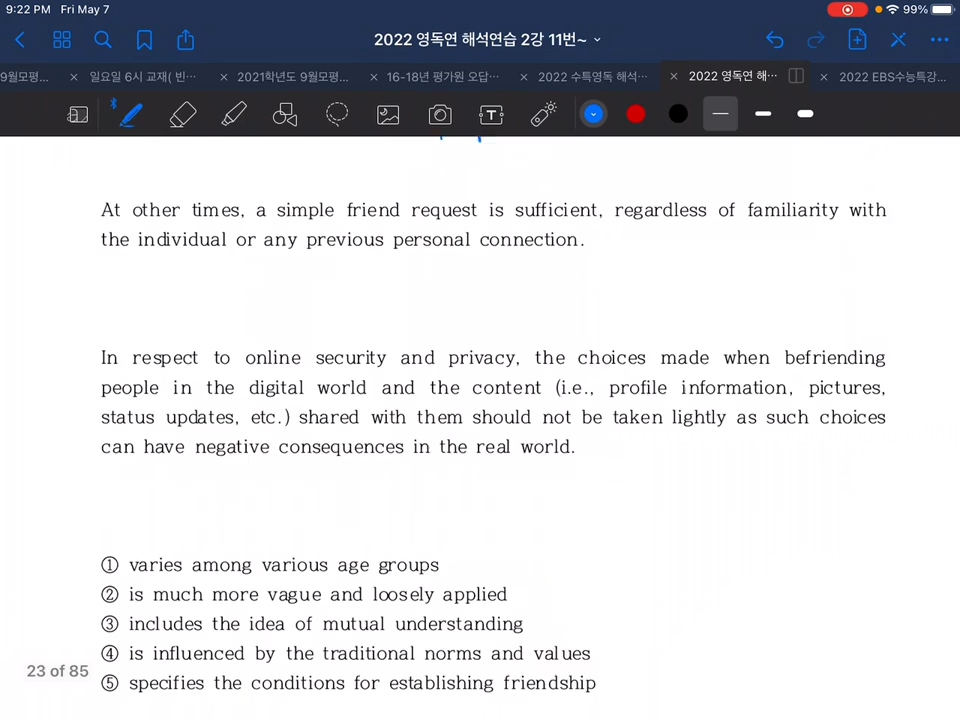 9:22 PM Fri May 7
99%
2022 영독연 해석연습 2강 11번~
9월모평...
일요일 6시 교재( 빈...
2021학년도 9월모평...
16-18년 평가원 오답...
2022 수특영독 해석...
2022 영독연 해...
2022 EBS수능특강...
At other times, a simple friend request is sufficient, regardless of familiarity with
the individual or any previous personal connection.
In respect to online security and privacy, the choices made when befriending
people in the digital world and the content (i.e., profile information, pictures,
status updates, etc.) shared with them should not be taken lightly as such choices
can have negative consequences in the real world.
① varies among various age groups
② is much more vague and loosely applied
③ includes the idea of mutual understanding
④ is influenced by the traditional norms and values
⑤ specifies the conditions for establishing friendship
23 of 85